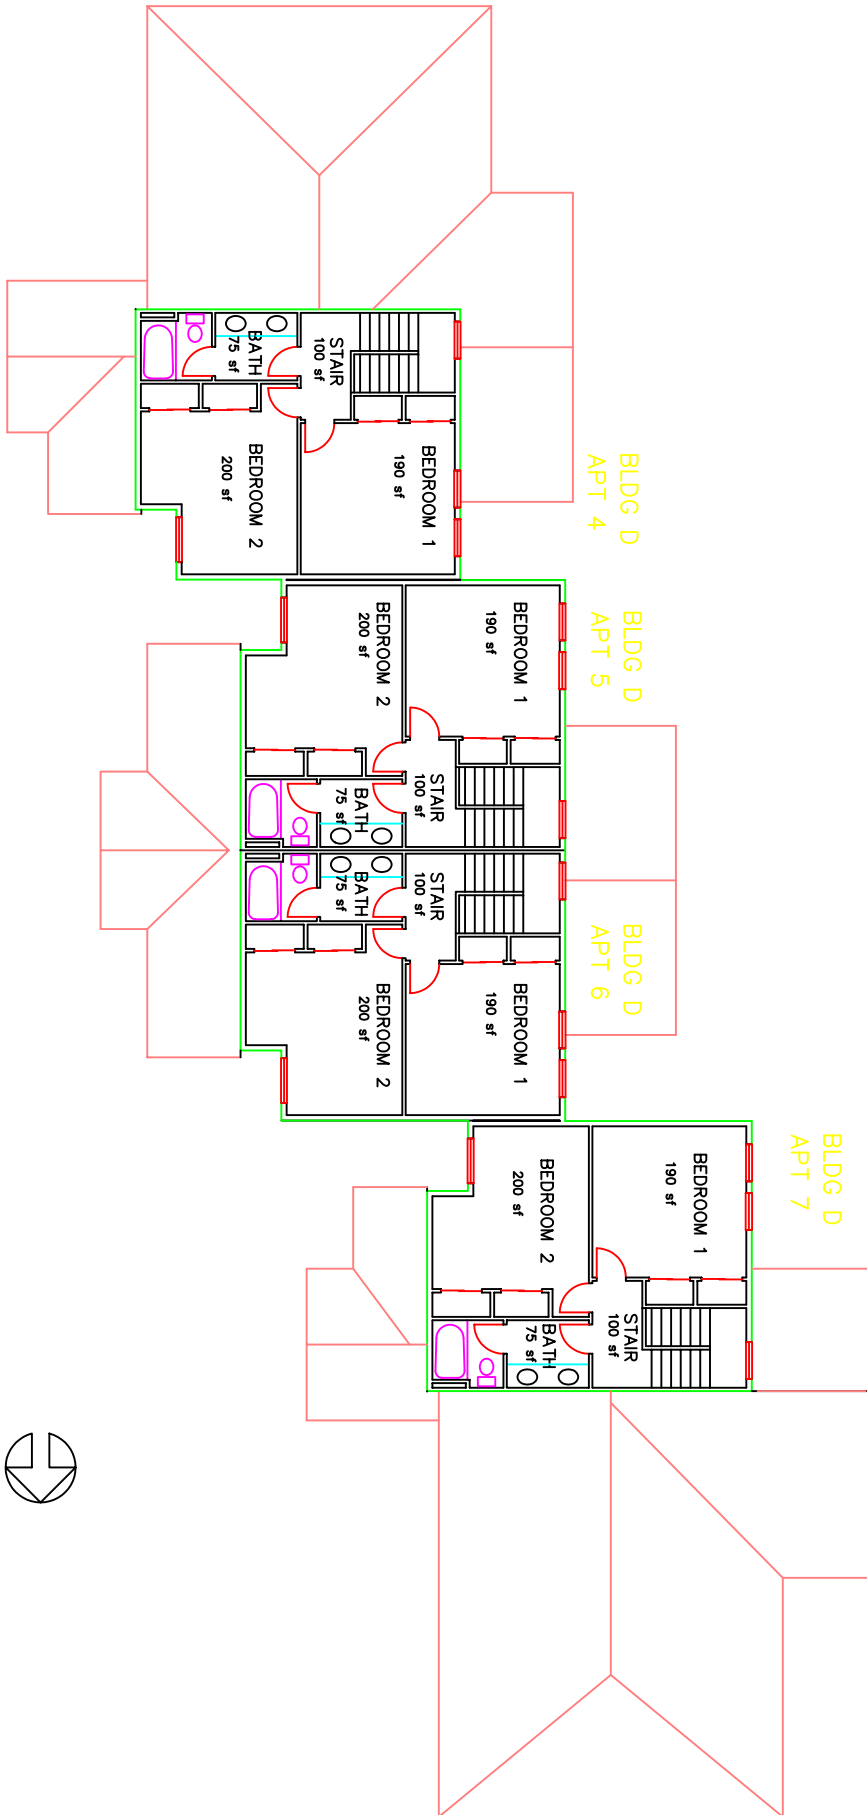 BLDG D
APT 4
STAIR
100 sf
BATH
75 sf
BEDROOM 1
190 sf
BEDROOM 2
200 sf
BLDG D
APT 5
BEDROOM 1
190 sf
BEDROOM 2
200 sf
STAIR
100 sf
BATH
75 sf
BLDG D
APT 6
STAIR
100 sf
BATH
75 sf
BEDROOM 1
190 sf
BEDROOM 2
200 sf
BLDG D
APT 7
BEDROOM 1
190 sf
BEDROOM 2
200 sf
STAIR
100 sf
BATH
75 sf